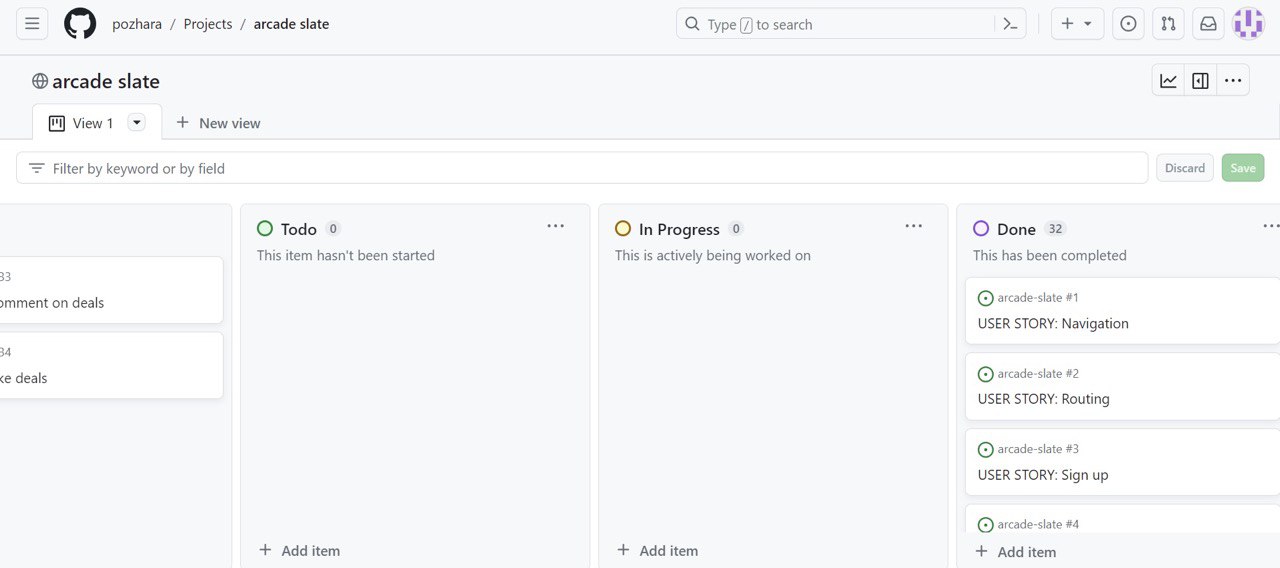 pozhara / Projects / arcade slate
Type / to search
arcade slate
View 1
New view
Filter by keyword or by field
Discard
Save
33
omment on deals
34
ke deals
Todo 0
This item hasn't been started
+ Add item
In Progress 0
This is actively being worked on
+ Add item
Done 32
This has been completed
arcade-slate #1
USER STORY: Navigation
arcade-slate #2
USER STORY: Routing
arcade-slate #3
USER STORY: Sign up
arcade-slate #4
+ Add item